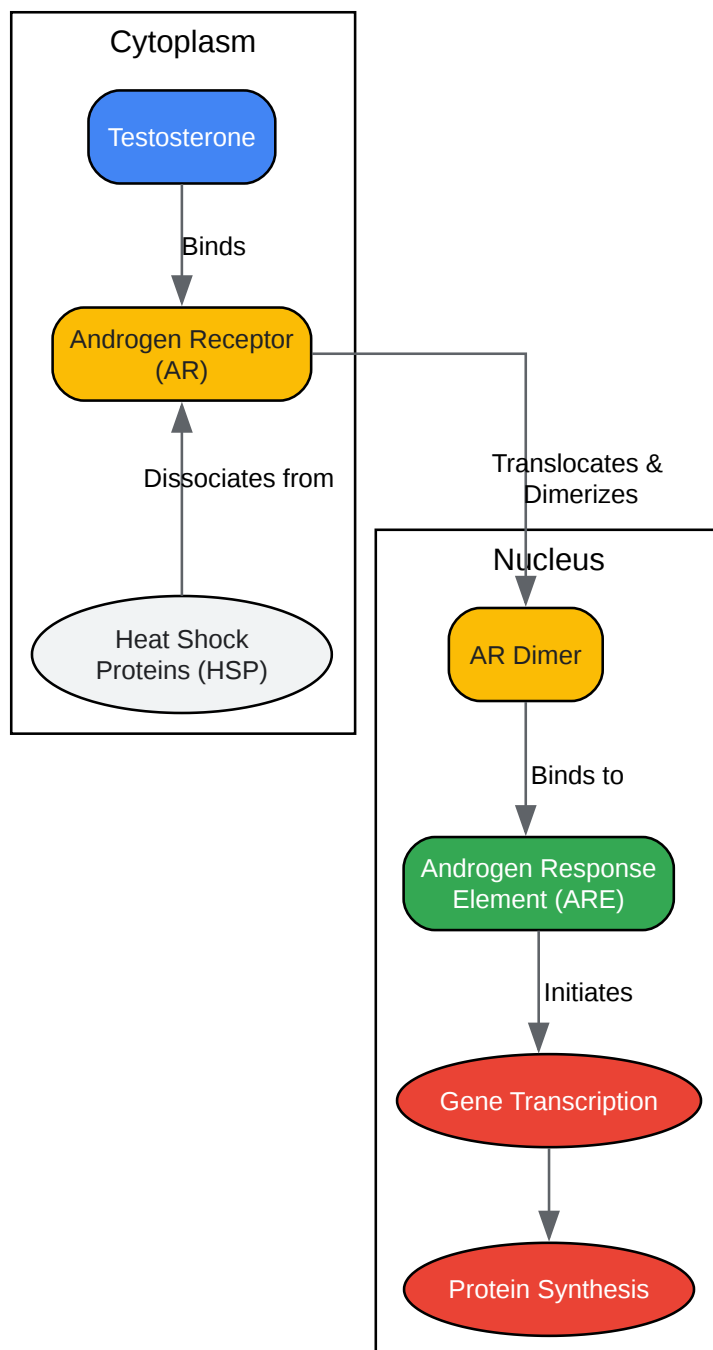 Cytoplasm
Testosterone
Binds
Androgen Receptor
(AR)
Dissociates from
Heat Shock
Proteins (HSP)
Translocates &
Dimerizes
Nucleus
AR Dimer
Binds to
Androgen Response
Element (ARE)
Initiates
Gene Transcription
Protein Synthesis